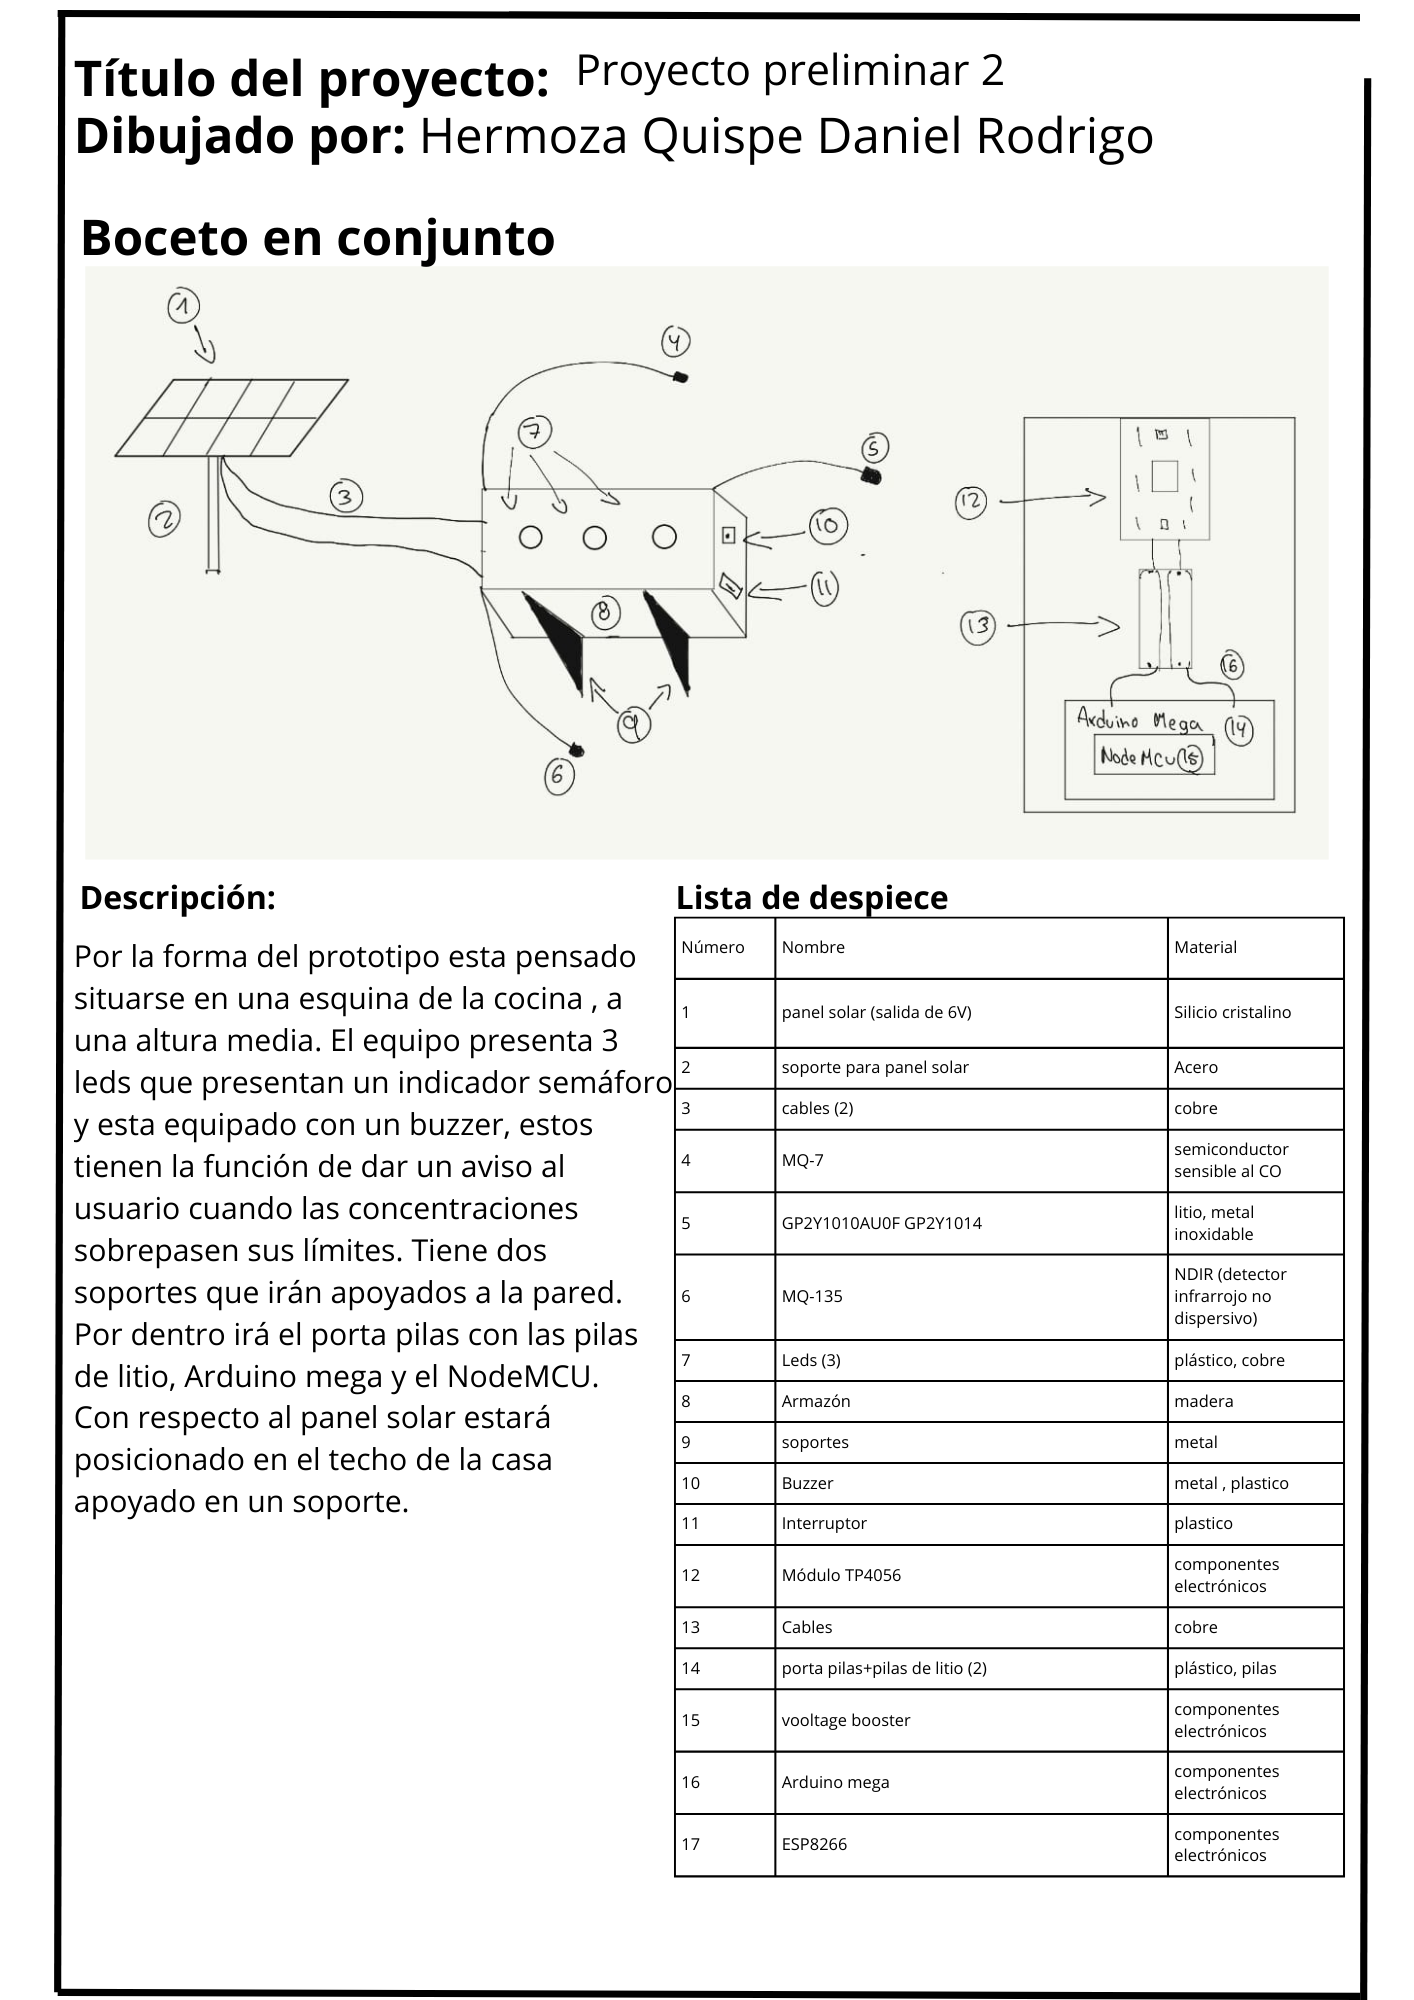 Título del proyecto: Proyecto preliminar 2
Dibujado por: Hermoza Quispe Daniel Rodrigo
Boceto en conjunto
1
4
7
5
3
2
10
12
11
8
13
16
9
Arduino Mega 14
NodeMCU 15
6
Descripción:
Por la forma del prototipo esta pensado
situarse en una esquina de la cocina , a
una altura media. El equipo presenta 3
leds que presentan un indicador semáforo
y esta equipado con un buzzer, estos
tienen la función de dar un aviso al
usuario cuando las concentraciones
sobrepasen sus límites. Tiene dos
soportes que irán apoyados a la pared.
Por dentro irá el porta pilas con las pilas
de litio, Arduino mega y el NodeMCU.
Con respecto al panel solar estará
posicionado en el techo de la casa
apoyado en un soporte.
Lista de despiece
Número Nombre Material
1 panel solar (salida de 6V) Silicio cristalino
2 soporte para panel solar Acero
3 cables (2) cobre
4 MQ-7 semiconductor
sensible al CO
5 GP2Y1010AU0F GP2Y1014 litio, metal
inoxidable
6 MQ-135 NDIR (detector
infrarrojo no
dispersivo)
7 Leds (3) plástico, cobre
8 Armazón madera
9 soportes metal
10 Buzzer metal , plastico
11 Interruptor plastico
12 Módulo TP4056 componentes
electrónicos
13 Cables cobre
14 porta pilas+pilas de litio (2) plástico, pilas
15 vooltage booster componentes
electrónicos
16 Arduino mega componentes
electrónicos
17 ESP8266 componentes
electrónicos